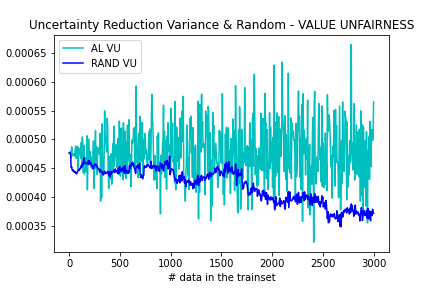 Uncertainty Reduction Variance & Random - VALUE UNFAIRNESS
AL VU
RAND VU
0.00065
0.00060
0.00055
0.00050
0.00045
0.00040
0.00035
0 500 1000 1500 2000 2500 3000
# data in the trainset